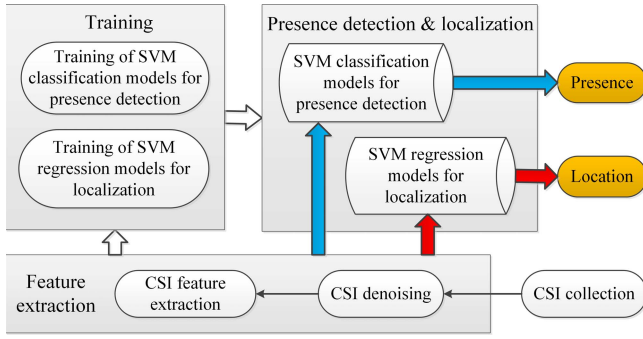 Training
Training of SVM
classification models for
presence detection
Training of SVM
regression models for
localization
Presence detection & localization
SVM classification
models for
presence detection
SVM regression
models for
localization
Presence
Location
Feature
extraction
CSI feature
extraction
CSI denoising
CSI collection